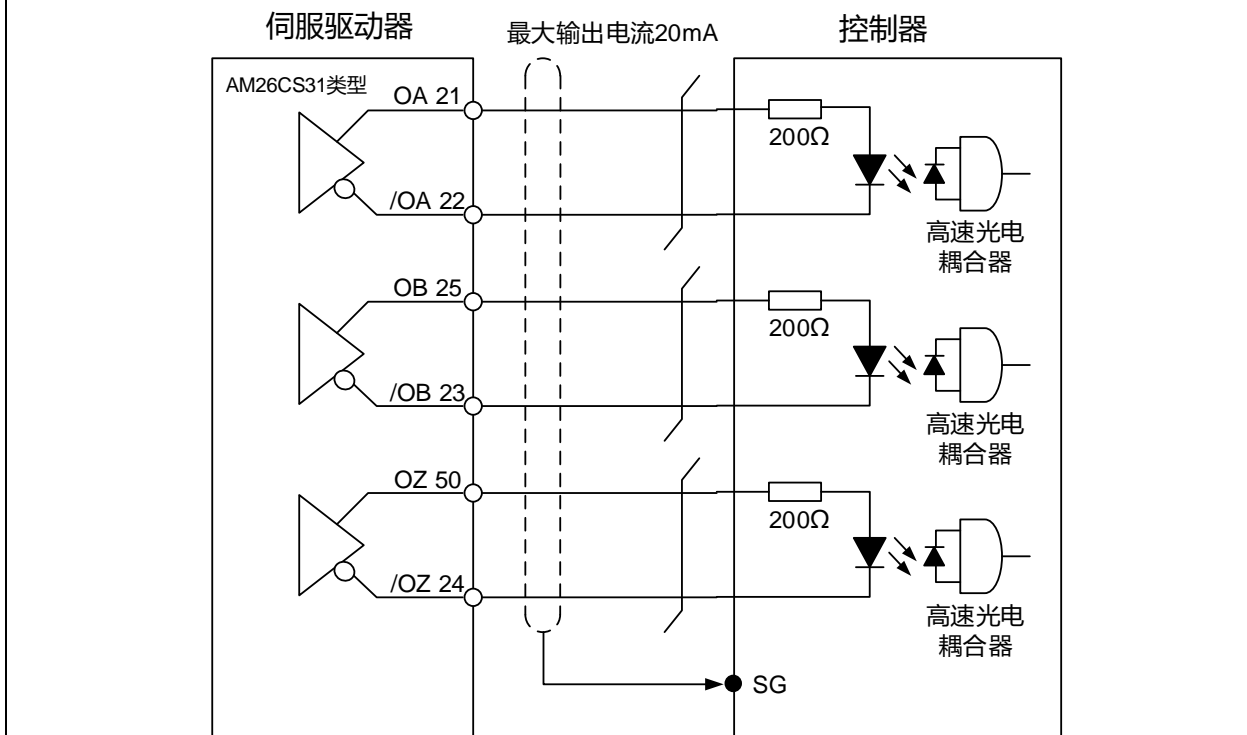 伺服驱动器
最大输出电流20mA
控制器
AM26CS31类型
OA 21
200Ω
/OA 22
高速光电
耦合器
OB 25
200Ω
/OB 23
高速光电
耦合器
OZ 50
200Ω
/OZ 24
高速光电
耦合器
SG